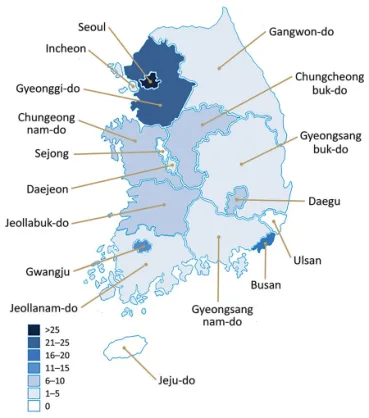 Seoul
Incheon
Gyeonggi-do
Chungeong
nam-do
Sejong
Daejeon
Jeollabuk-do
Gwangju
Jeollanam-do
Gangwon-do
Chungcheong
buk-do
Gyeongsang
buk-do
Daegu
Ulsan
Busan
Gyeongsang
nam-do
Jeju-do
>25
21–25
16–20
11–15
6–10
1–5
0